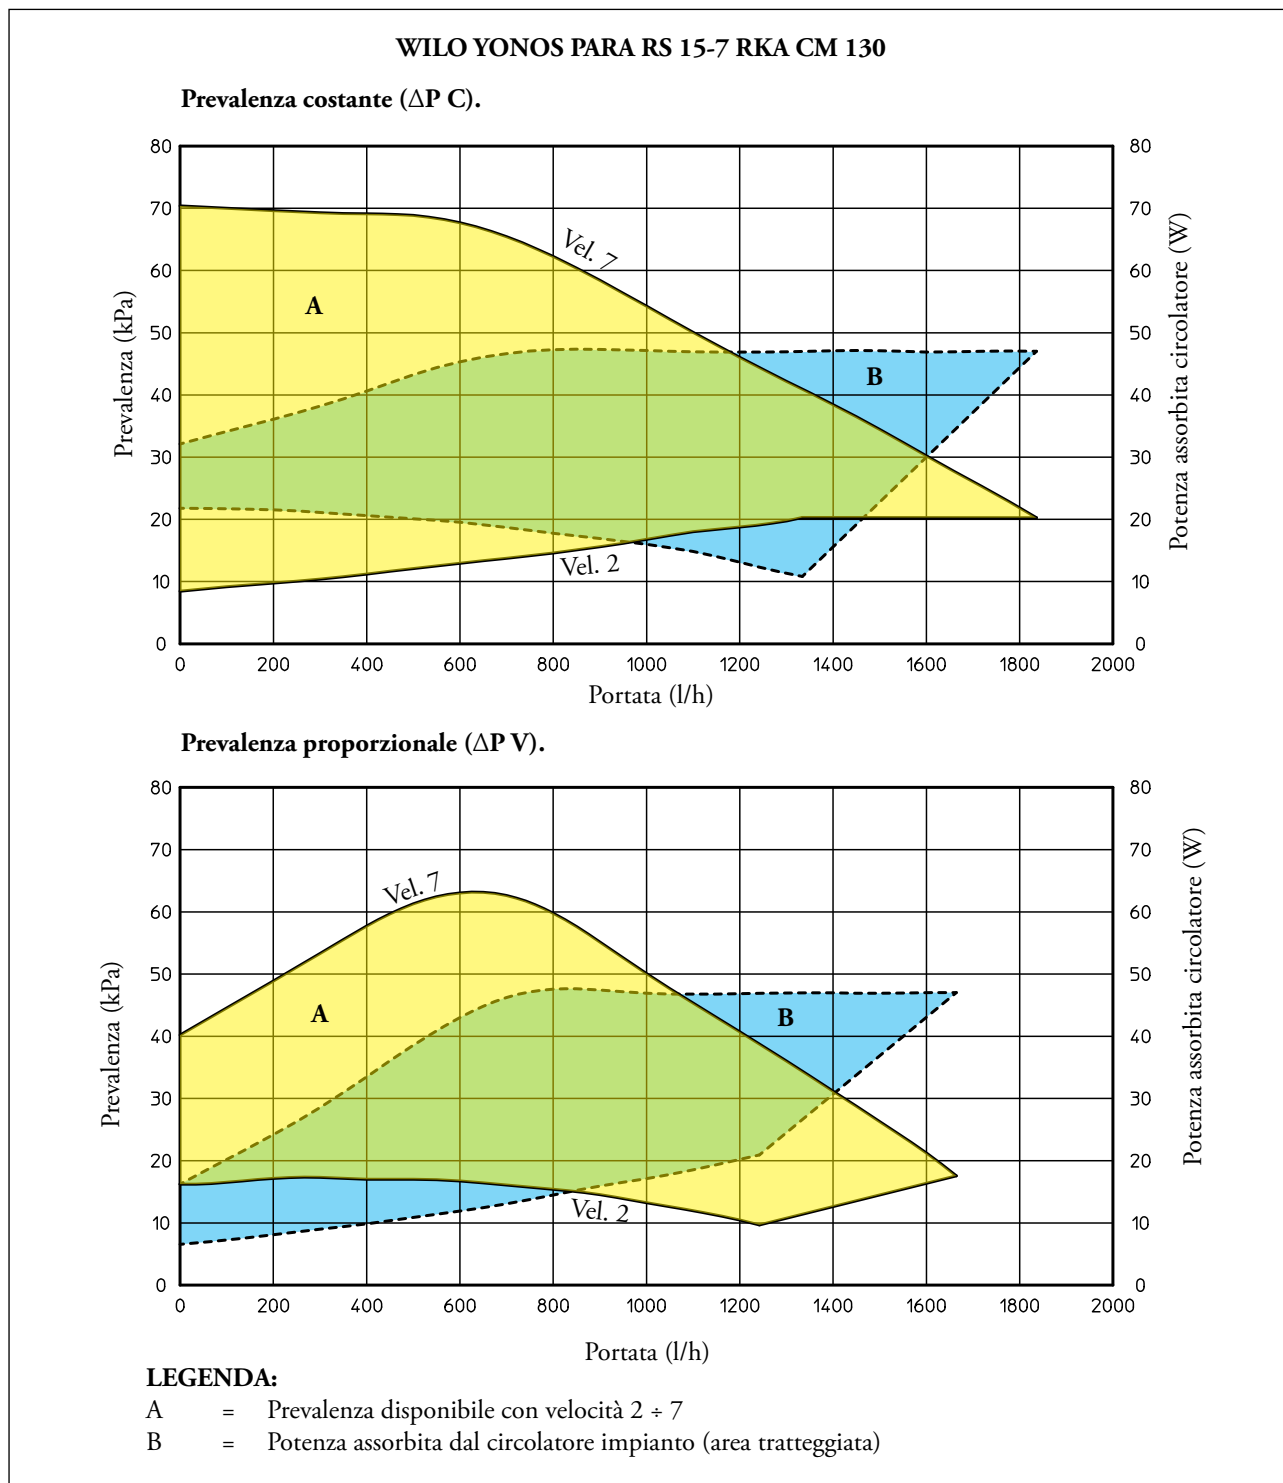 WILO YONOS PARA RS 15-7 RKA CM 130
Prevalenza costante (ΔP C).
80 80
70 70
60 60
50 50
40 40
30 30
20 20
10 10
0 0
Prevalenza (kPa)
Potenza assorbita circolatore (W)
Vel. 7
A
B
Vel. 2
0 200 400 600 800 1000 1200 1400 1600 1800 2000
Portata (l/h)
Prevalenza proporzionale (ΔP V).
80 80
70 70
60 60
50 50
40 40
30 30
20 20
10 10
0 0
Prevalenza (kPa)
Potenza assorbita circolatore (W)
Vel. 7
A
B
Vel. 2
0 200 400 600 800 1000 1200 1400 1600 1800 2000
Portata (l/h)
LEGENDA:
A = Prevalenza disponibile con velocità 2 ÷ 7
B = Potenza assorbita dal circolatore impianto (area tratteggiata)